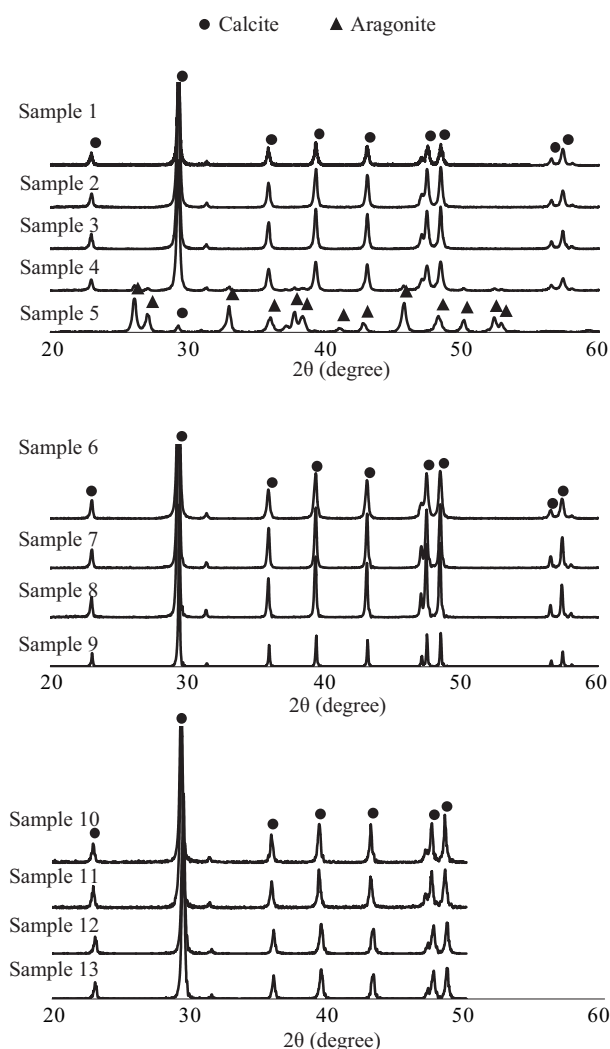 ● Calcite ▲ Aragonite
Sample 1
Sample 2
Sample 3
Sample 4
Sample 5
20 30 40 50 60
2θ (degree)
Sample 6
Sample 7
Sample 8
Sample 9
20 30 40 50 60
2θ (degree)
Sample 10
Sample 11
Sample 12
Sample 13
20 30 40 50 60
2θ (degree)